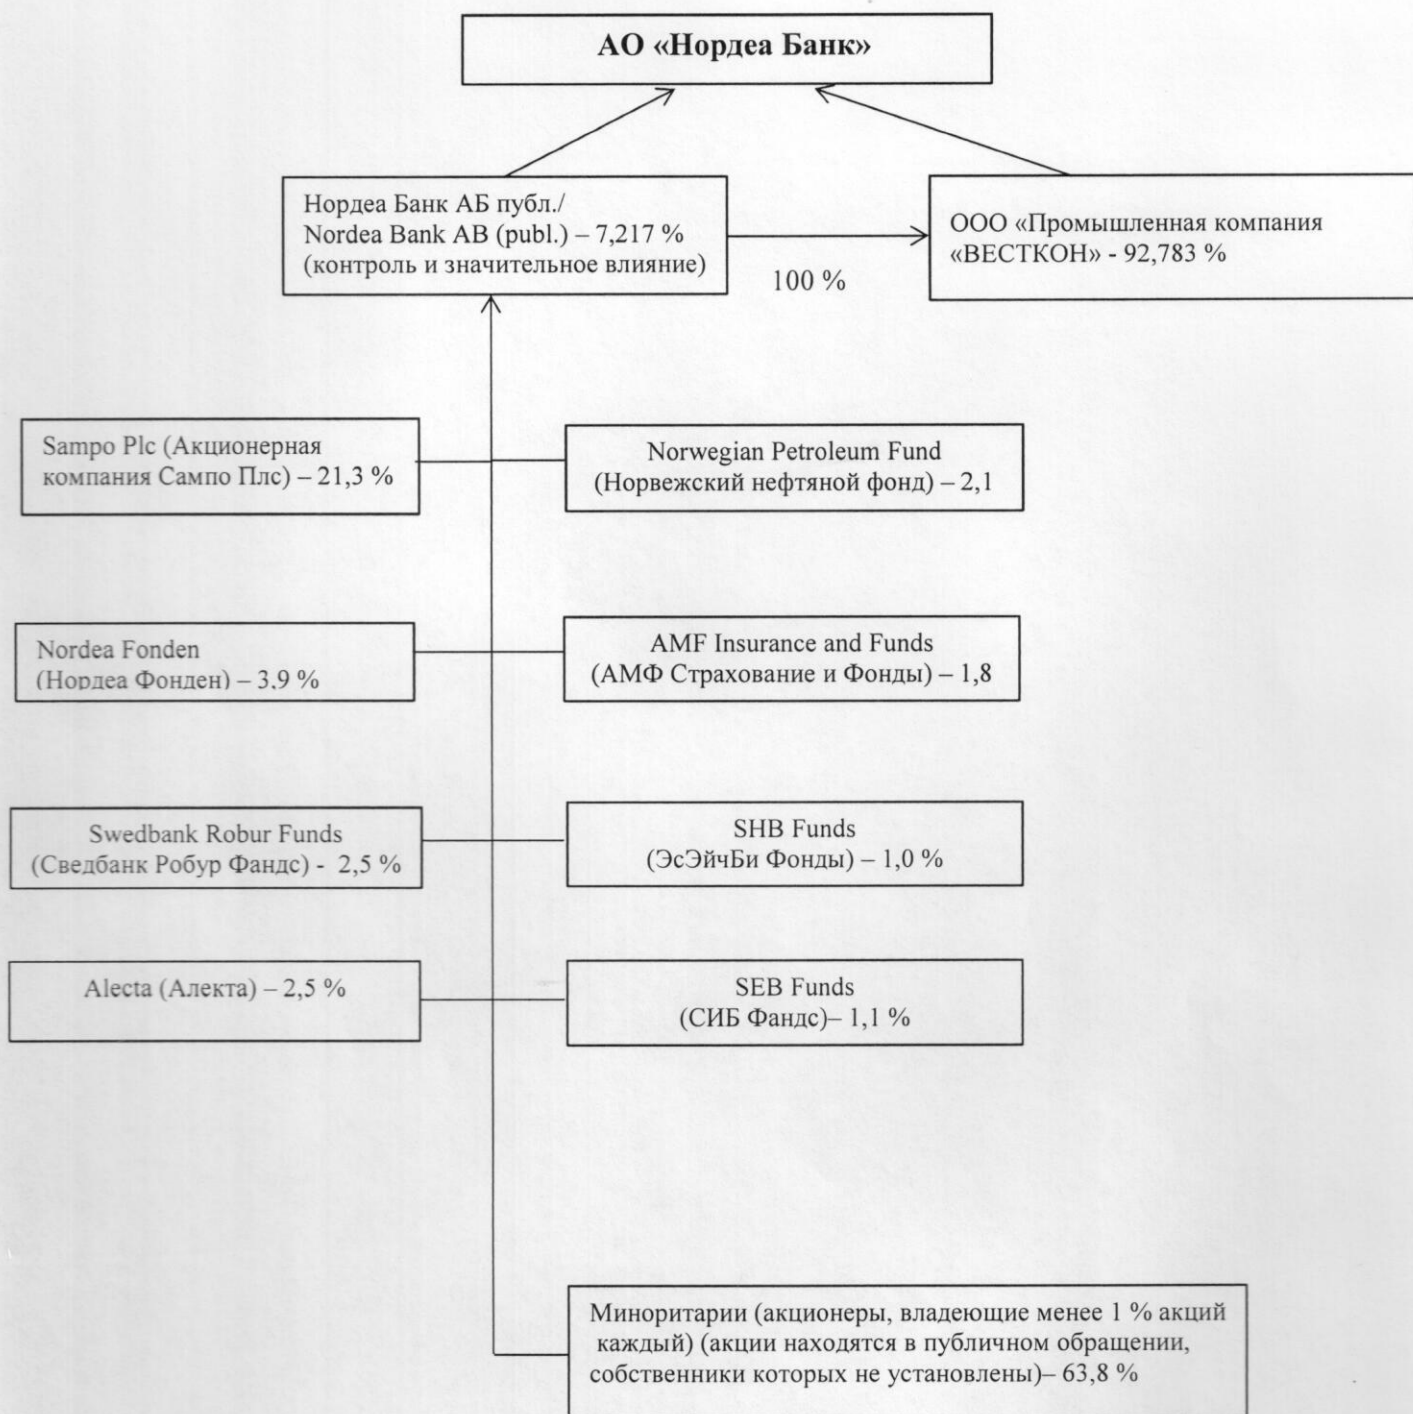 АО «Нордеа Банк»
Нордеа Банк АБ публ./
Nordea Bank AB (publ.) – 7,217 %
(контроль и значительное влияние)
100 %
ООО «Промышленная компания
«ВЕСТКОН» - 92,783 %
Sampo Plc (Акционерная
компания Сампо Плс) – 21,3 %
Norwegian Petroleum Fund
(Норвежский нефтяной фонд) – 2,1
Nordea Fonden
(Нордеа Фонден) – 3,9 %
AMF Insurance and Funds
(АМФ Страхование и Фонды) – 1,8
Swedbank Robur Funds
(Сведбанк Робур Фандс) - 2,5 %
SHB Funds
(ЭсЭйчБи Фонды) – 1,0 %
Alecta (Алекта) – 2,5 %
SEB Funds
(СИБ Фандс)– 1,1 %
Миноритарии (акционеры, владеющие менее 1 % акций
каждый) (акции находятся в публичном обращении,
собственники которых не установлены)– 63,8 %